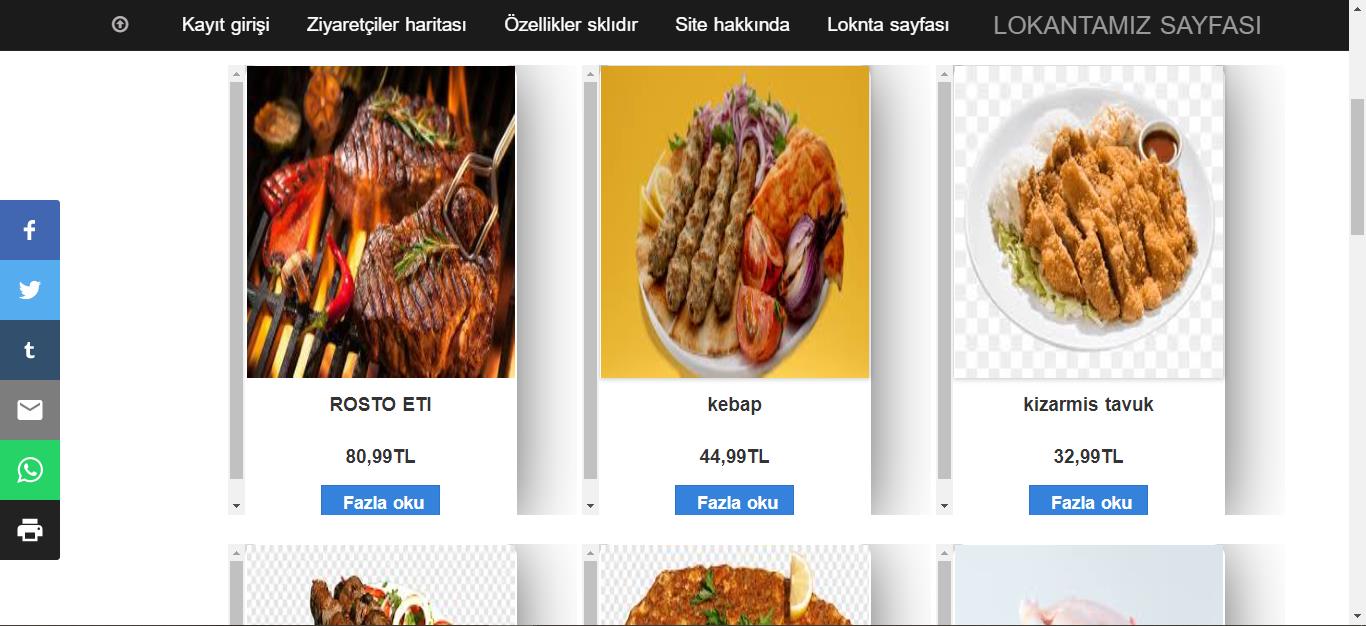 Kayıt girişi Ziyaretçiler haritası Özellikler sklıdır Site hakkında Loknta sayfası LOKANTAMIZ SAYFASI
ROSTO ETI kebap kizarmis tavuk
80,99TL 44,99TL 32,99TL
Fazla oku Fazla oku Fazla oku